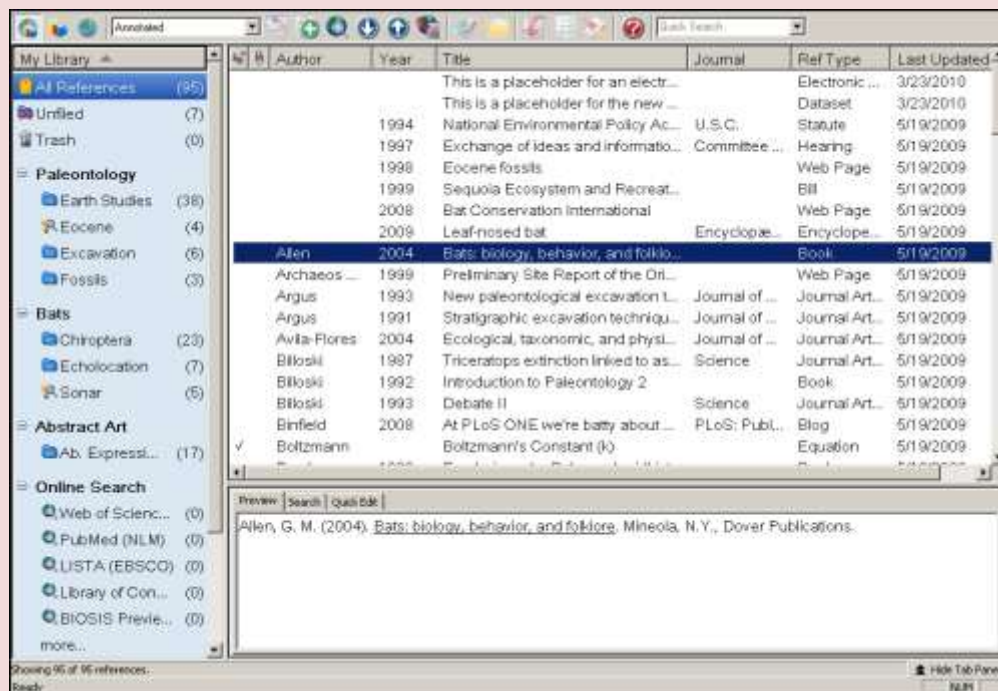 Annotated
Quick Search
My Library
Author Year Title Journal Ref Type Last Updated
All References (95)
Unfiled (7)
Trash (0)
Paleontology
Earth Studies (38)
Eocene (4)
Excavation (6)
Fossils (3)
Bats
Chiroptera (23)
Echolocation (7)
Sonar (5)
Abstract Art
Ab. Expressi... (17)
Online Search
Web of Scienc... (0)
PubMed (NLM) (0)
LISTA (EBSCO) (0)
Library of Con... (0)
BIOSIS Previe... (0)
more...
This is a placeholder for an electr... Electronic ... 3/23/2010
This is a placeholder for the new ... Dataset 3/23/2010
1994 National Environmental Policy Ac... U.S.C. Statute 5/19/2009
1997 Exchange of ideas and informatio... Committee ... Hearing 5/19/2009
1998 Eocene fossils Web Page 5/19/2009
1999 Sequoia Ecosystem and Recreat... Bill 5/19/2009
2008 Bat Conservation International Web Page 5/19/2009
2009 Leaf-nosed bat Encyclopæ... Encyclope... 5/19/2009
Allen 2004 Bats: biology, behavior, and folklo... Book 5/19/2009
Archaeos ... 1999 Preliminary Site Report of the Ori... Web Page 5/19/2009
Argus 1993 New paleontological excavation t... Journal of ... Journal Art... 5/19/2009
Argus 1991 Stratigraphic excavation techniqu... Journal of ... Journal Art... 5/19/2009
Avila-Flores 2004 Ecological, taxonomic, and physi... Journal of ... Journal Art... 5/19/2009
Billoski 1987 Triceratops extinction linked to as... Science Journal Art... 5/19/2009
Billoski 1992 Introduction to Paleontology 2 Book 5/19/2009
Billoski 1993 Debate II Science Journal Art... 5/19/2009
Binfield 2008 At PLoS ONE we're batty about ... PLoS: Publ... Blog 5/19/2009
Boltzmann Boltzmann's Constant (k) Equation 5/19/2009
Preview Search Quick Edit
Allen, G. M. (2004). Bats: biology, behavior, and folklore. Mineola, N.Y., Dover Publications.
Showing 95 of 95 references.
Hide Tab Pane
Ready
NUM